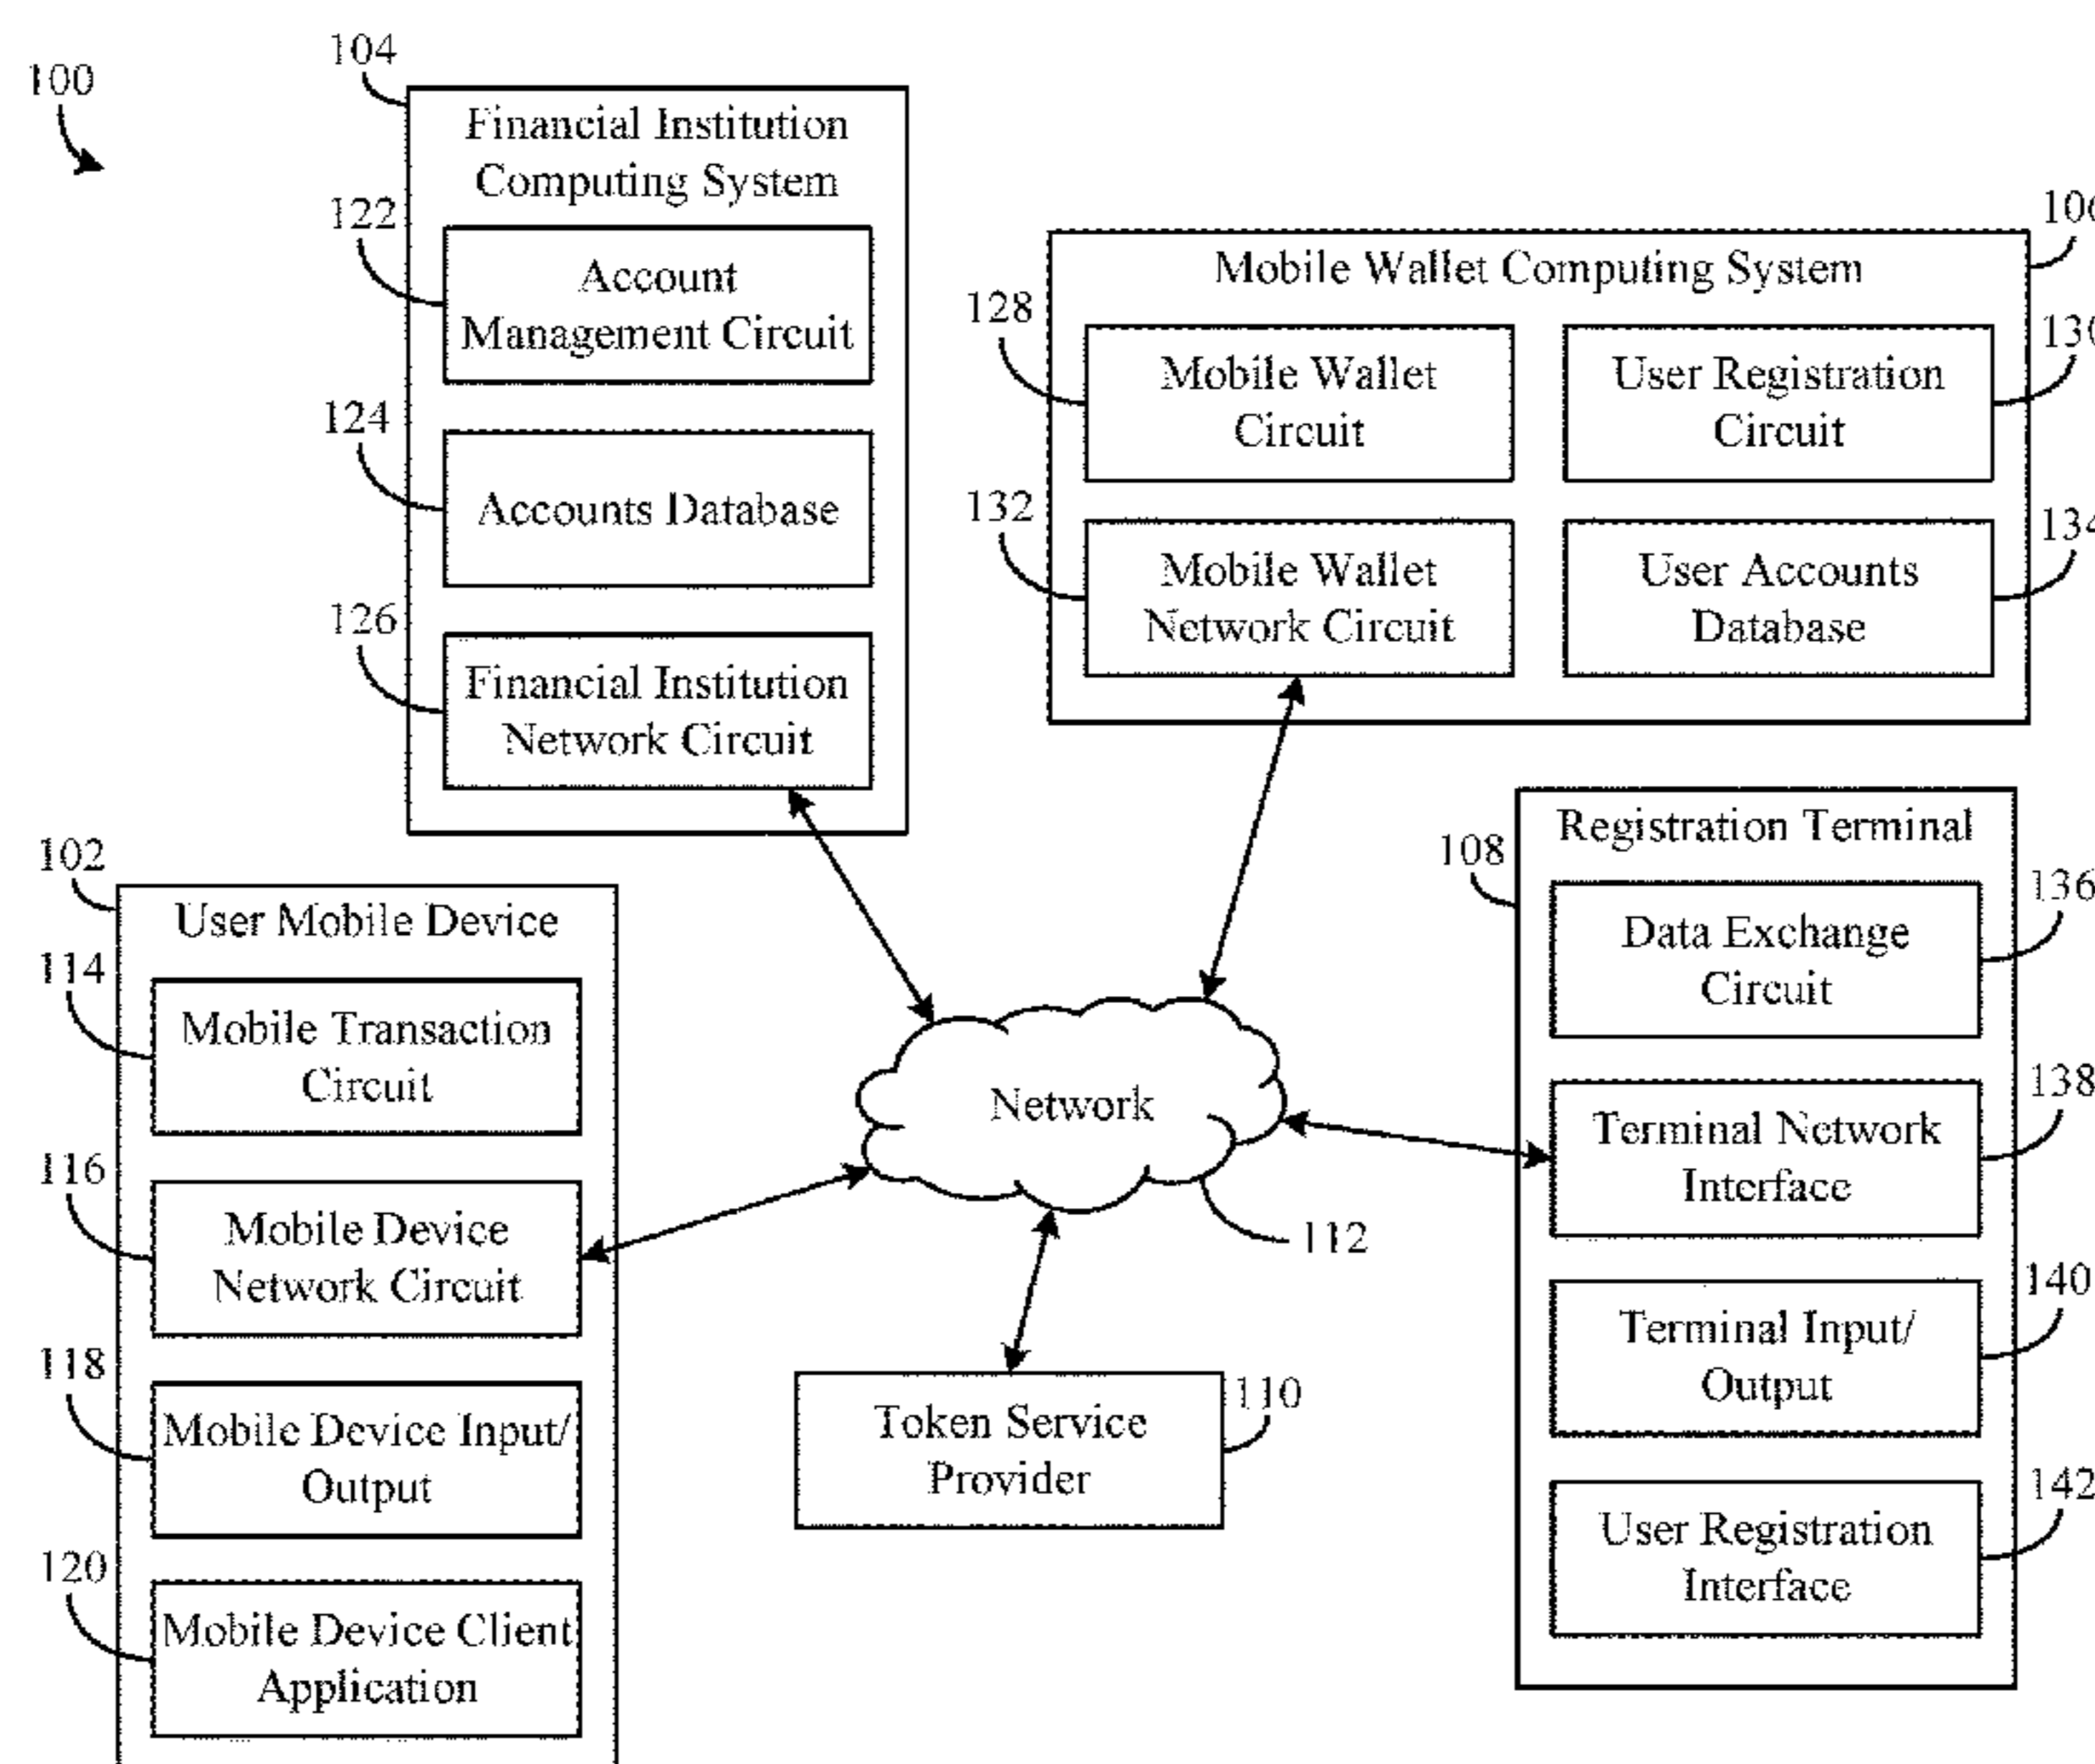 100
104
Financial Institution
Computing System
122
Account
Management Circuit
124
Accounts Database
126
Financial Institution
Network Circuit
106
Mobile Wallet Computing System
128
Mobile Wallet
Circuit
130
User Registration
Circuit
132
Mobile Wallet
Network Circuit
134
User Accounts
Database
102
User Mobile Device
114
Mobile Transaction
Circuit
116
Mobile Device
Network Circuit
118
Mobile Device Input/
Output
120
Mobile Device Client
Application
Network
112
Token Service
Provider
110
108
Registration Terminal
136
Data Exchange
Circuit
138
Terminal Network
Interface
140
Terminal Input/
Output
142
User Registration
Interface